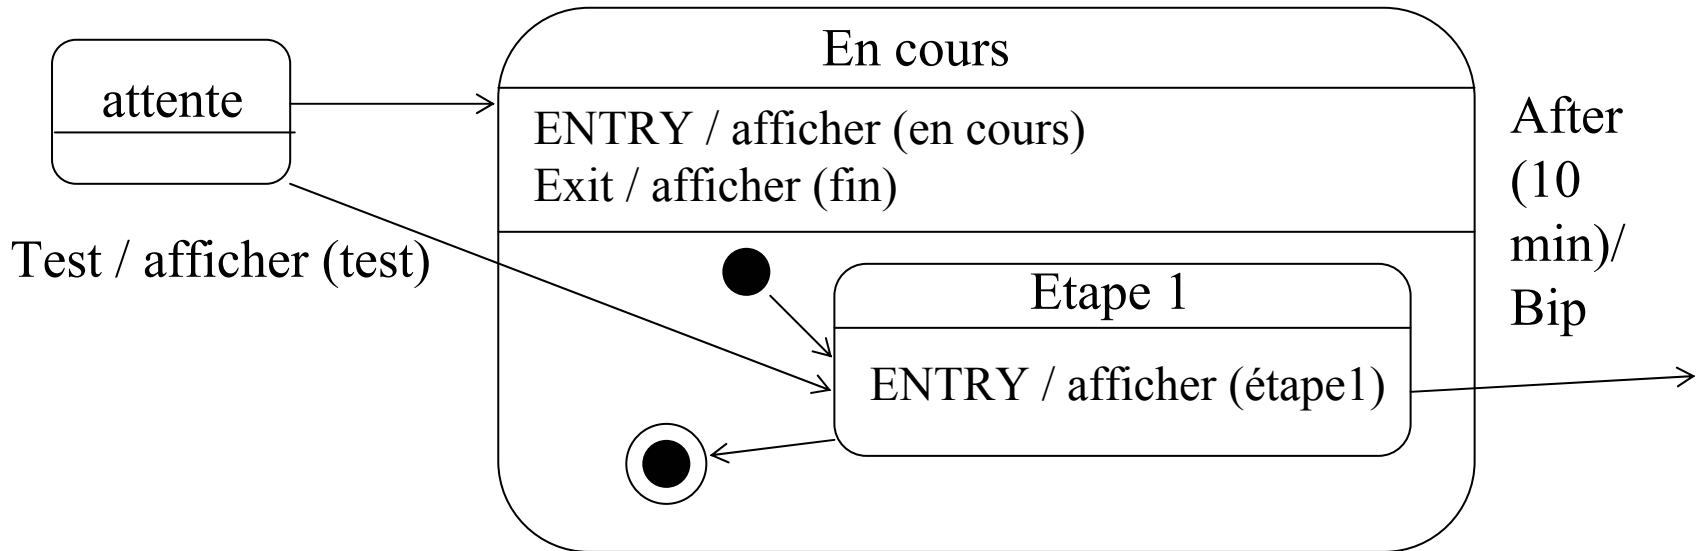 attente
Test / afficher (test)
En cours
ENTRY / afficher (en cours)
Exit / afficher (fin)
Etape 1
ENTRY / afficher (étape1)
After
(10
min)/
Bip